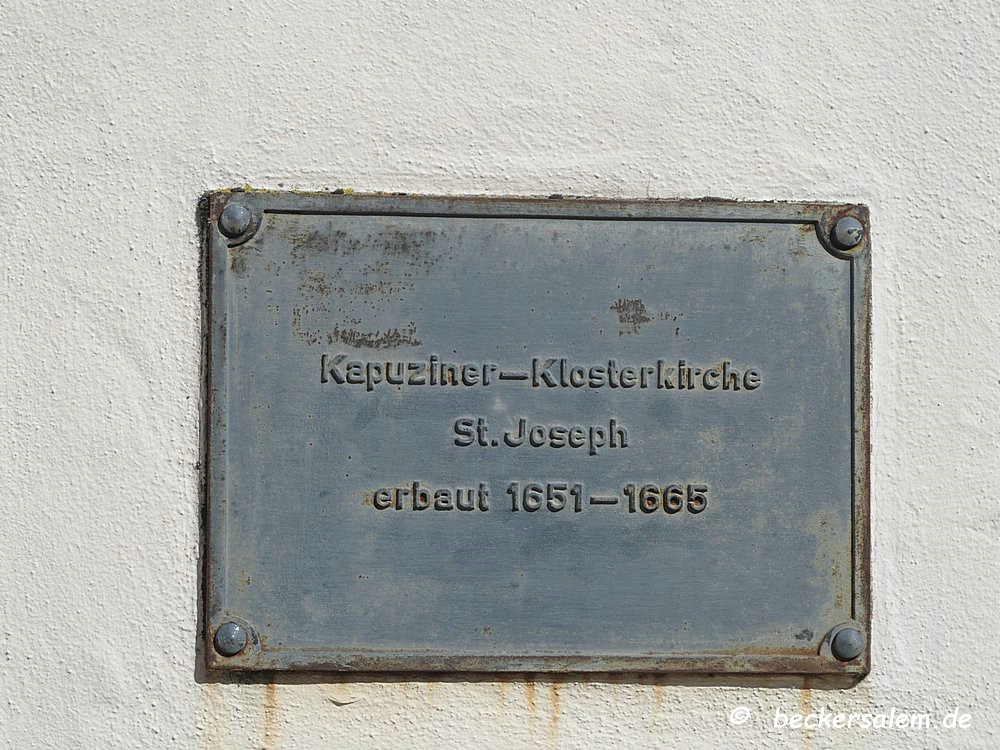 Kapuziner–Klosterkirche
St. Joseph
erbaut 1651–1665
© beckersalem de